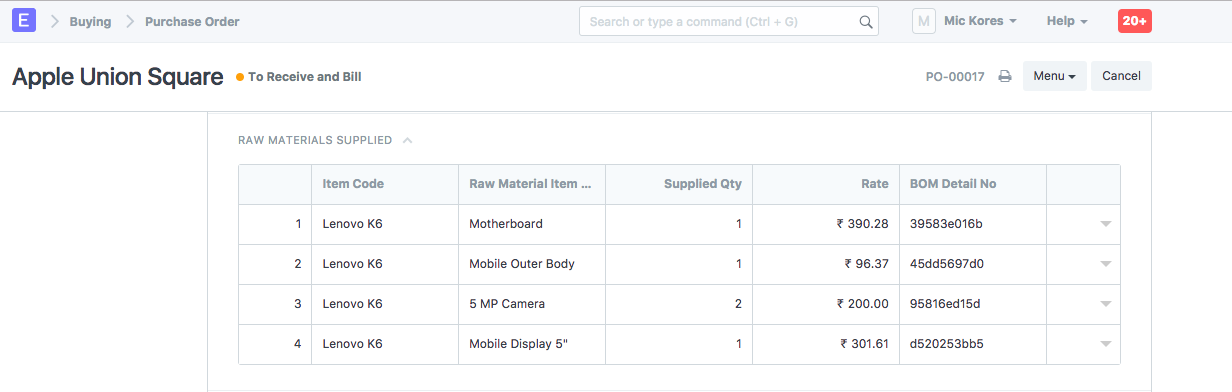 E Buying Purchase Order Search or type a command (Ctrl + G) M Mic Kores Help 20+
Apple Union Square To Receive and Bill PO-00017 Menu Cancel
RAW MATERIALS SUPPLIED
Item Code Raw Material Item ... Supplied Qty Rate BOM Detail No
1 Lenovo K6 Motherboard 1 ₹ 390.28 39583e016b
2 Lenovo K6 Mobile Outer Body 1 ₹ 96.37 45dd5697d0
3 Lenovo K6 5 MP Camera 2 ₹ 200.00 95816ed15d
4 Lenovo K6 Mobile Display 5" 1 ₹ 301.61 d520253bb5